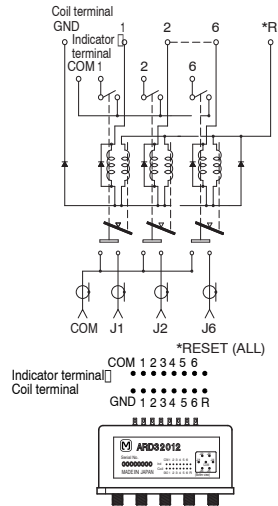 Coil terminal
GND 1 2 6 *R
Indicator
terminal
COM 1 2 6
COM J1 J2 J6
*RESET (ALL)
COM 1 2 3 4 5 6
Indicator terminal
Coil terminal
GND 1 2 3 4 5 6 R
M ARD32012
Serial No.
00000000
MADE IN JAPAN